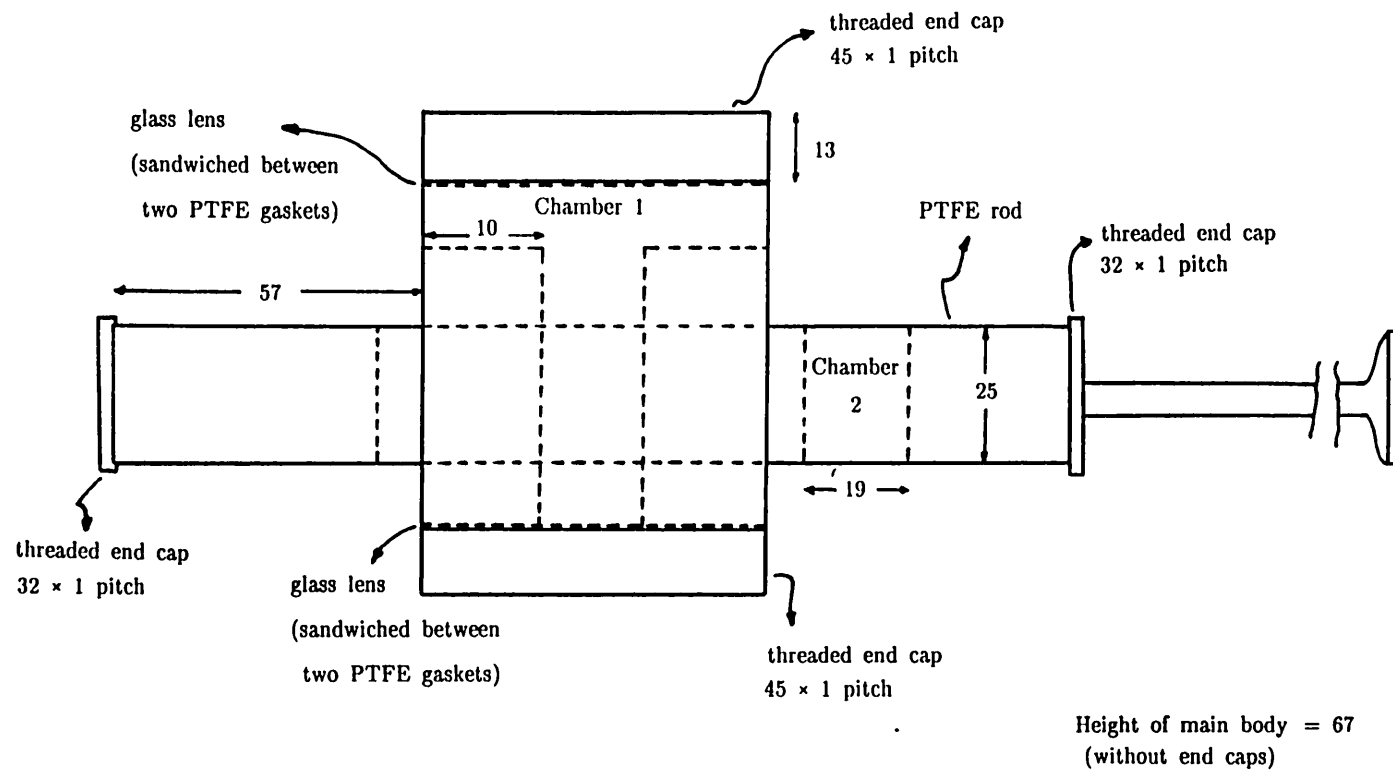 threaded end cap
45 × 1 pitch
glass lens
(sandwiched between
two PTFE gaskets)
13
Chamber 1
10
PTFE rod
threaded end cap
32 × 1 pitch
57
Chamber
2
25
19
threaded end cap
32 × 1 pitch
glass lens
(sandwiched between
two PTFE gaskets)
threaded end cap
45 × 1 pitch
Height of main body = 67
(without end caps)